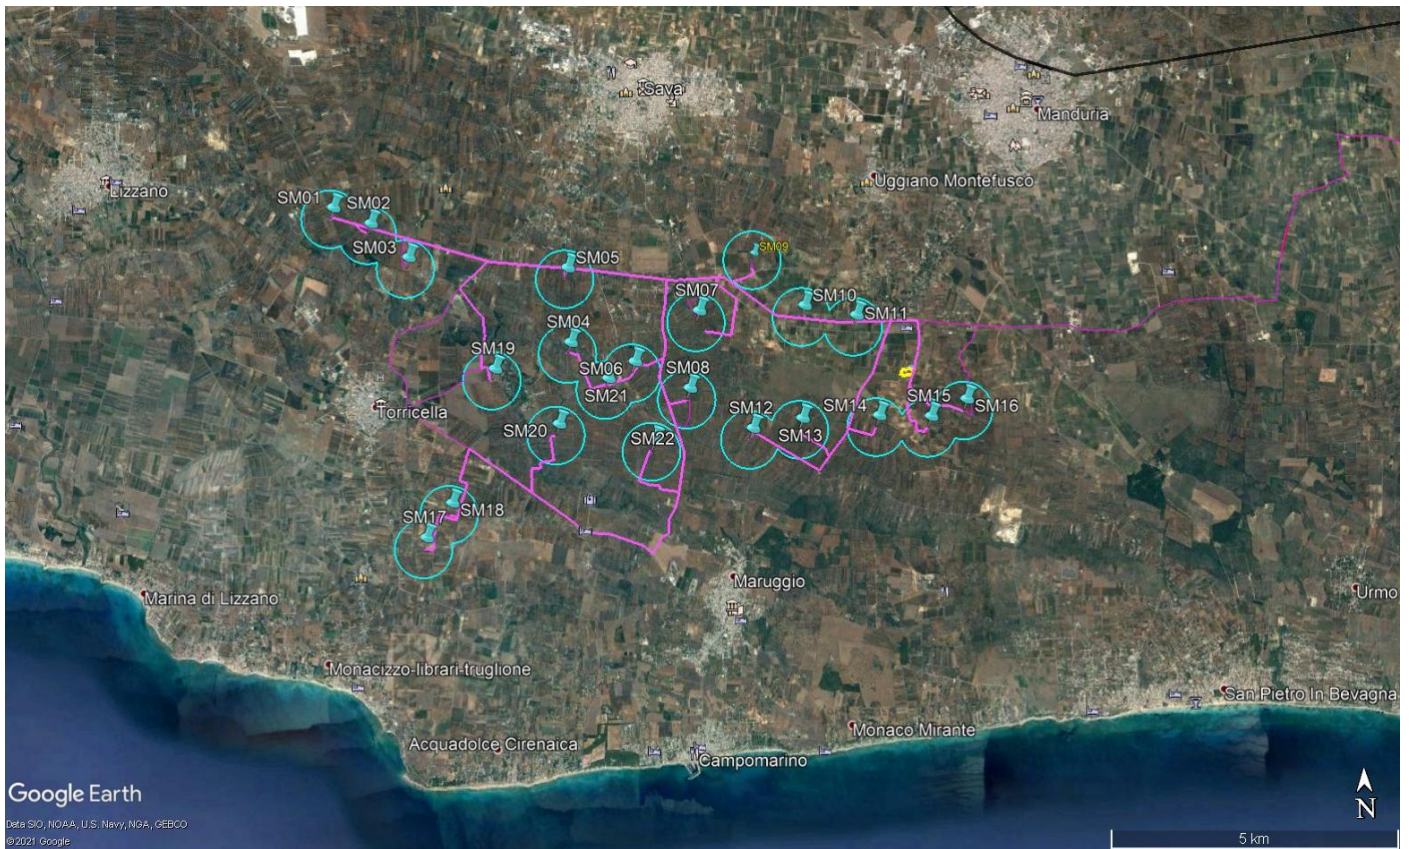 Sava
Manduria
Lizzano
Uggiano Montefusco
SM01
SM02
SM03
SM09
SM05
SM07
SM10
SM11
SM04
SM19
SM06
SM08
SM21
Torricella
SM20
SM22
SM12
SM13
SM14
SM15
SM16
SM17
SM18
Maruggio
Marina di Lizzano
Urmo
Monacizzo-librari-truglione
San Pietro In Bevagna
Monaco Mirante
Acquadolce Cirenaica
Campomarino
Google Earth
N
Data SIO, NOAA, U.S. Navy, NGA, GEBCO
©2021 Google
5 km